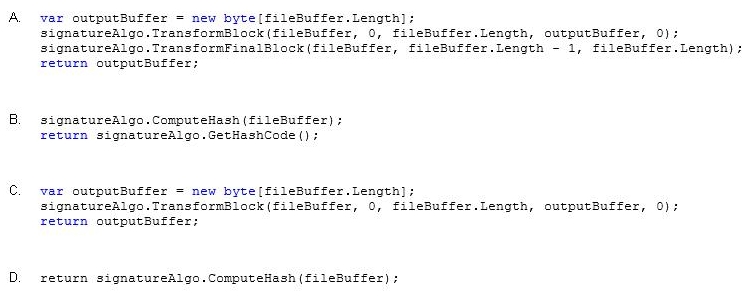 A. var outputBuffer = new byte[fileBuffer.Length];
signatureAlgo.TransformBlock(fileBuffer, 0, fileBuffer.Length, outputBuffer, 0);
signatureAlgo.TransformFinalBlock(fileBuffer, fileBuffer.Length - 1, fileBuffer.Length);
return outputBuffer;
B. signatureAlgo.ComputeHash(fileBuffer);
return signatureAlgo.GetHashCode();
C. var outputBuffer = new byte[fileBuffer.Length];
signatureAlgo.TransformBlock(fileBuffer, 0, fileBuffer.Length, outputBuffer, 0);
return outputBuffer;
D. return signatureAlgo.ComputeHash(fileBuffer);